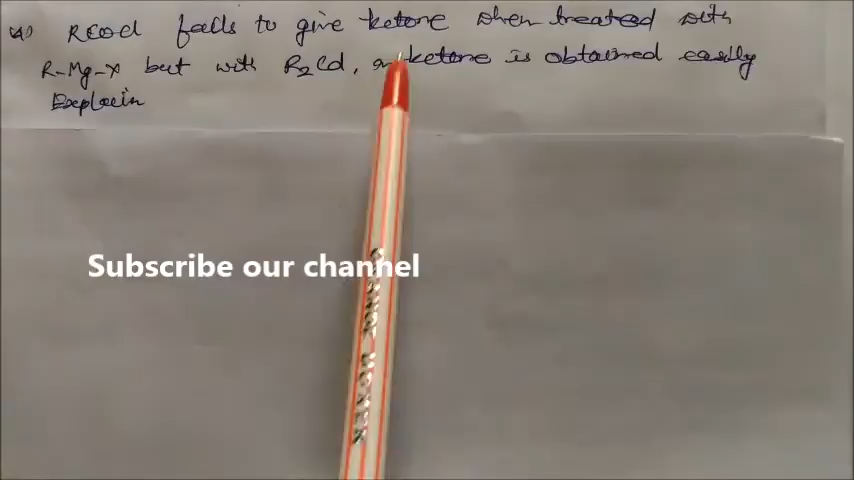 RCOCl fails to give ketone when treated with
R-Mg-X but with R₂Cd, ketone is obtained easily
Explain
Subscribe our channel